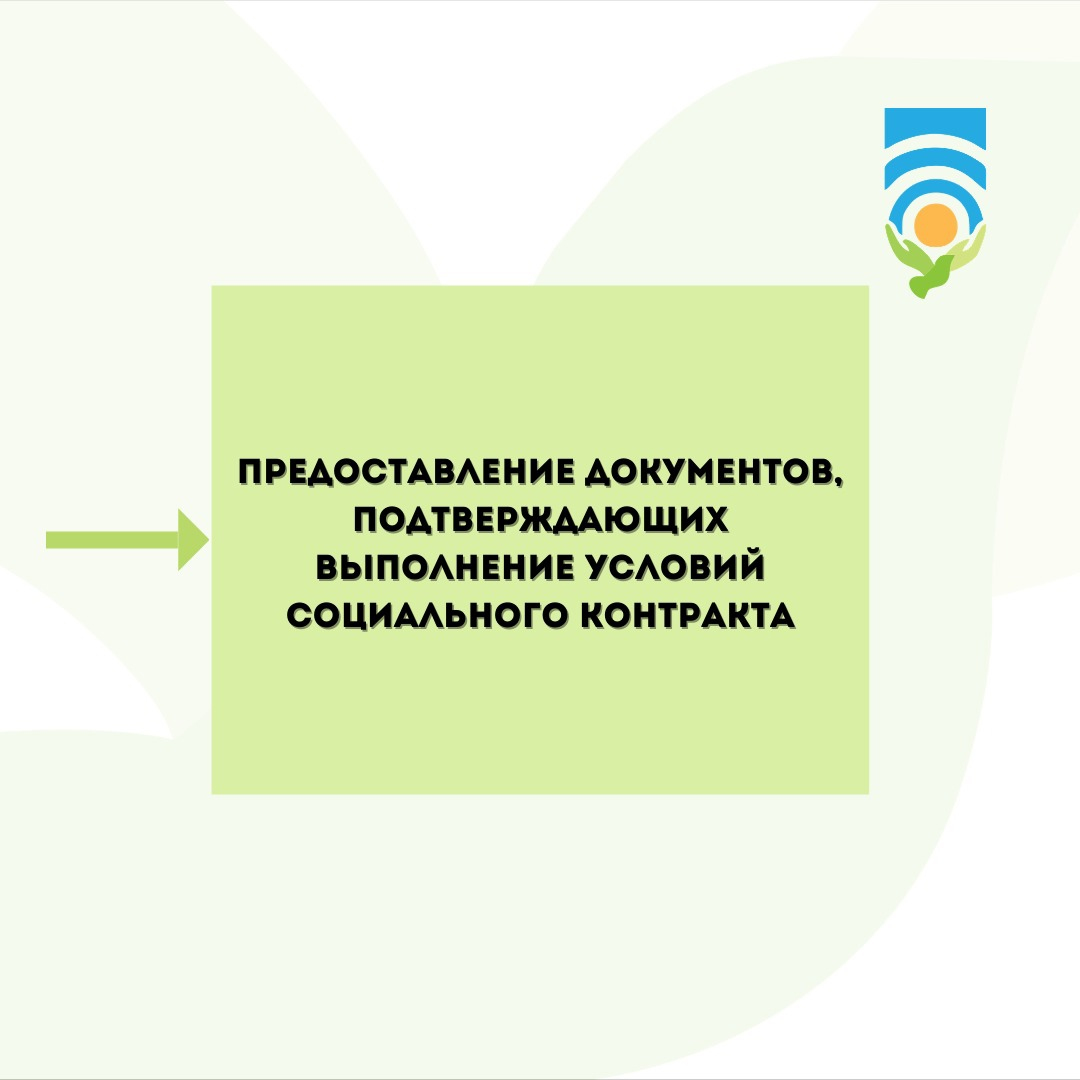 ПРЕДОСТАВЛЕНИЕ ДОКУМЕНТОВ,
ПОДТВЕРЖДАЮЩИХ
ВЫПОЛНЕНИЕ УСЛОВИЙ
СОЦИАЛЬНОГО КОНТРАКТА